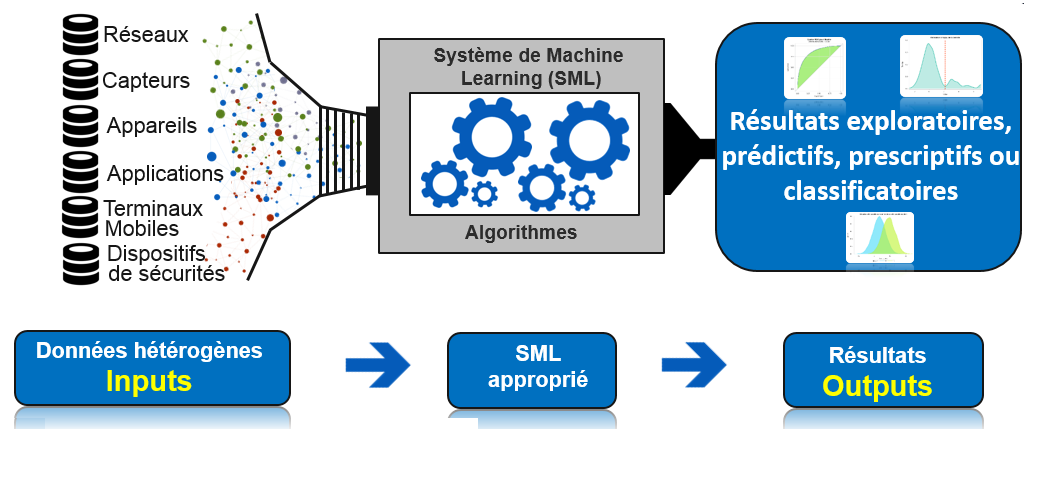 Réseaux
Capteurs
Appareils
Applications
Terminaux
Mobiles
Dispositifs
de sécurités
Système de Machine
Learning (SML)
Algorithmes
Résultats exploratoires,
prédictifs, prescriptifs ou
classificatoires
Données hétérogènes
Inputs
SML
approprié
Résultats
Outputs